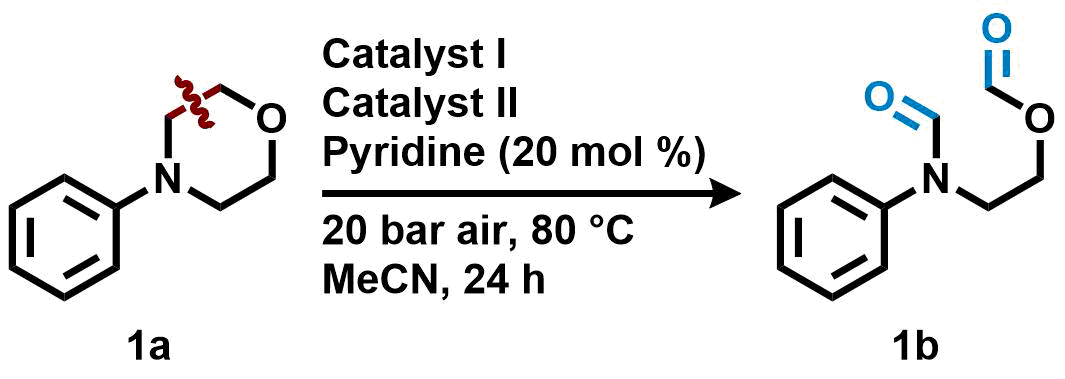 Catalyst I
Catalyst II
Pyridine (20 mol %)
20 bar air, 80 °C
MeCN, 24 h
O
N
1a
O
O
O
N
1b